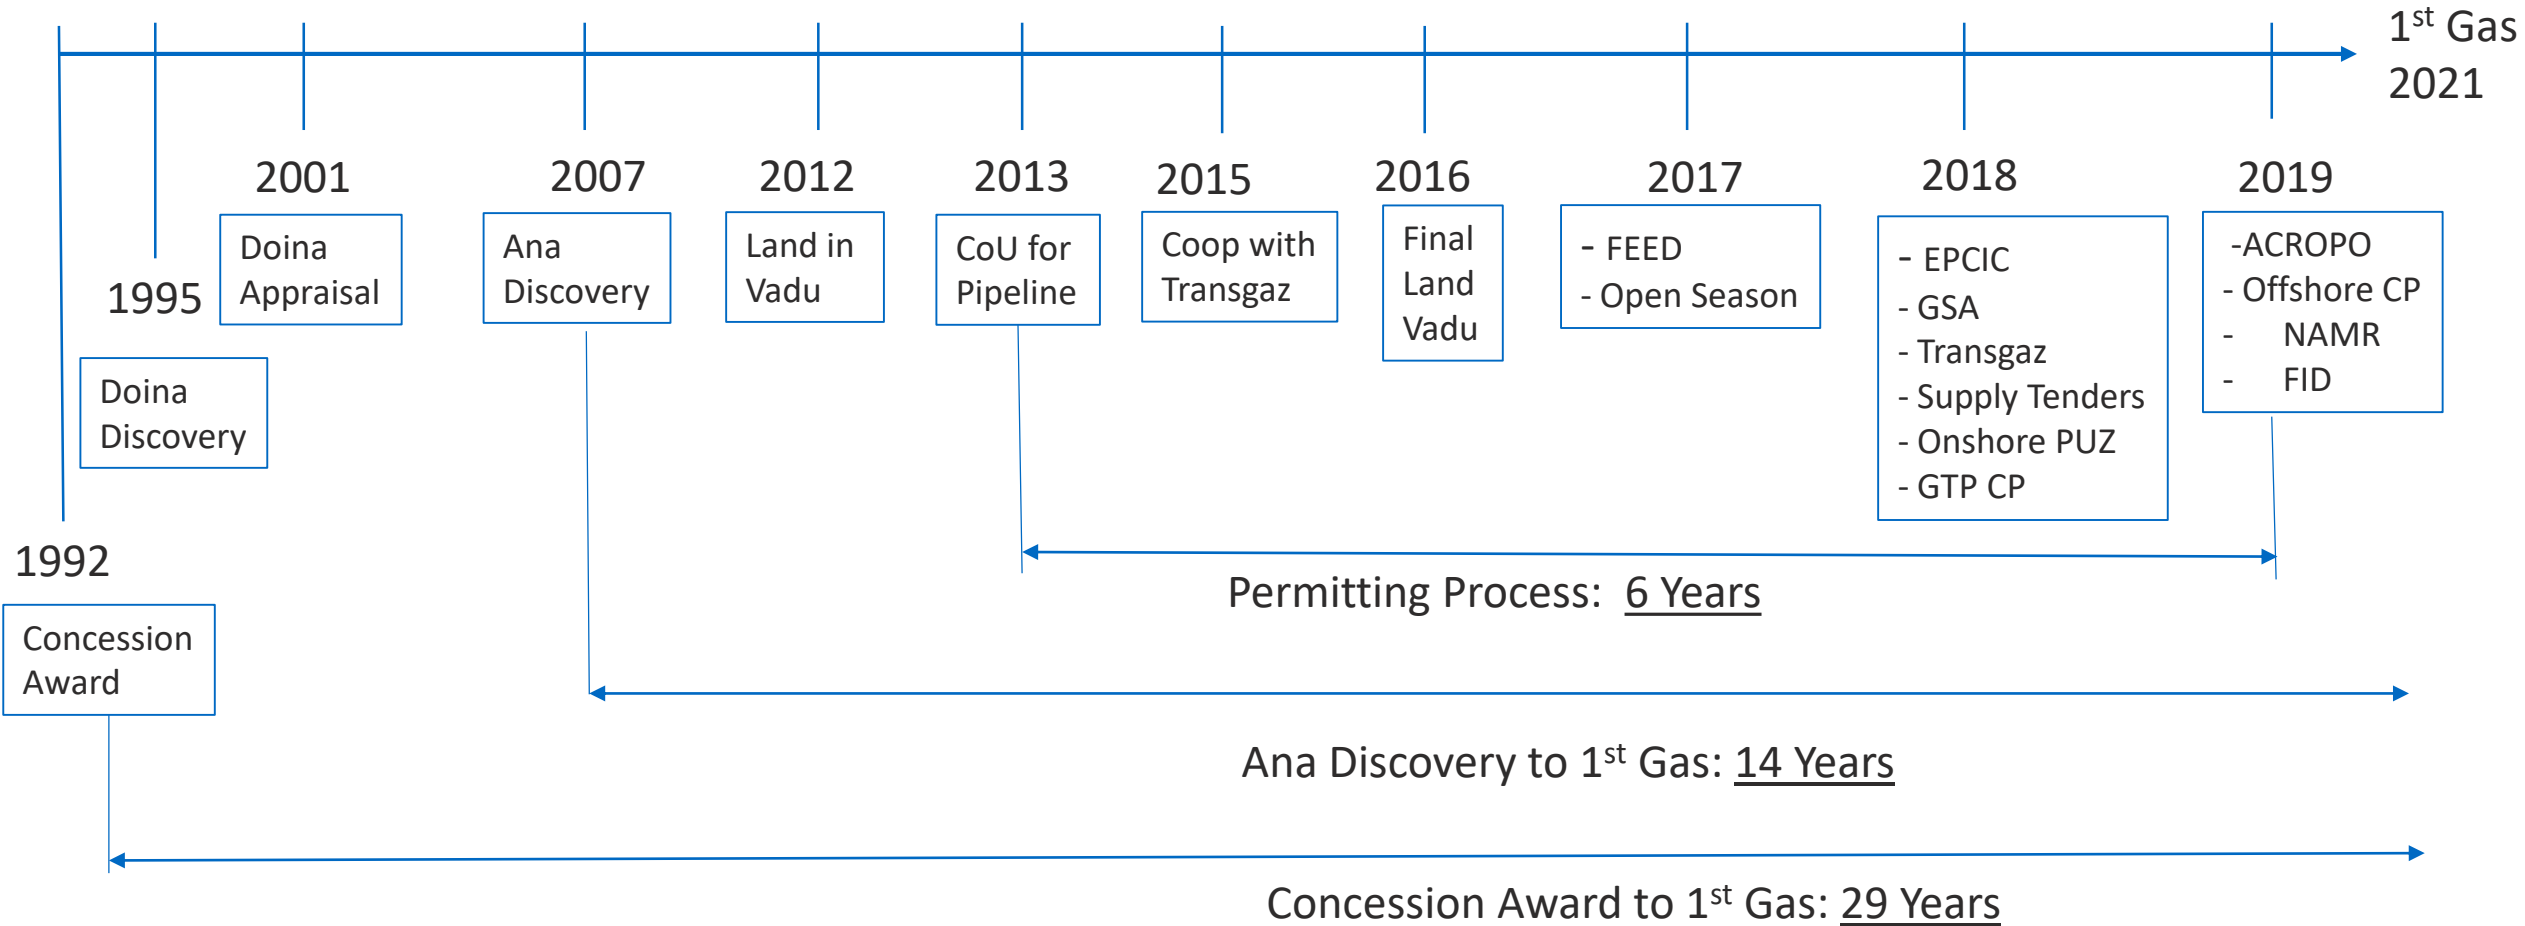 1st Gas
2021
1992
Concession
Award
1995
Doina
Discovery
2001
Doina
Appraisal
2007
Ana
Discovery
2012
Land in
Vadu
2013
CoU for
Pipeline
2015
Coop with
Transgaz
2016
Final
Land
Vadu
2017
- FEED
- Open Season
2018
- EPCIC
- GSA
- Transgaz
- Supply Tenders
- Onshore PUZ
- GTP CP
2019
-ACROPO
- Offshore CP
- NAMR
- FID
Permitting Process: 6 Years
Ana Discovery to 1st Gas: 14 Years
Concession Award to 1st Gas: 29 Years